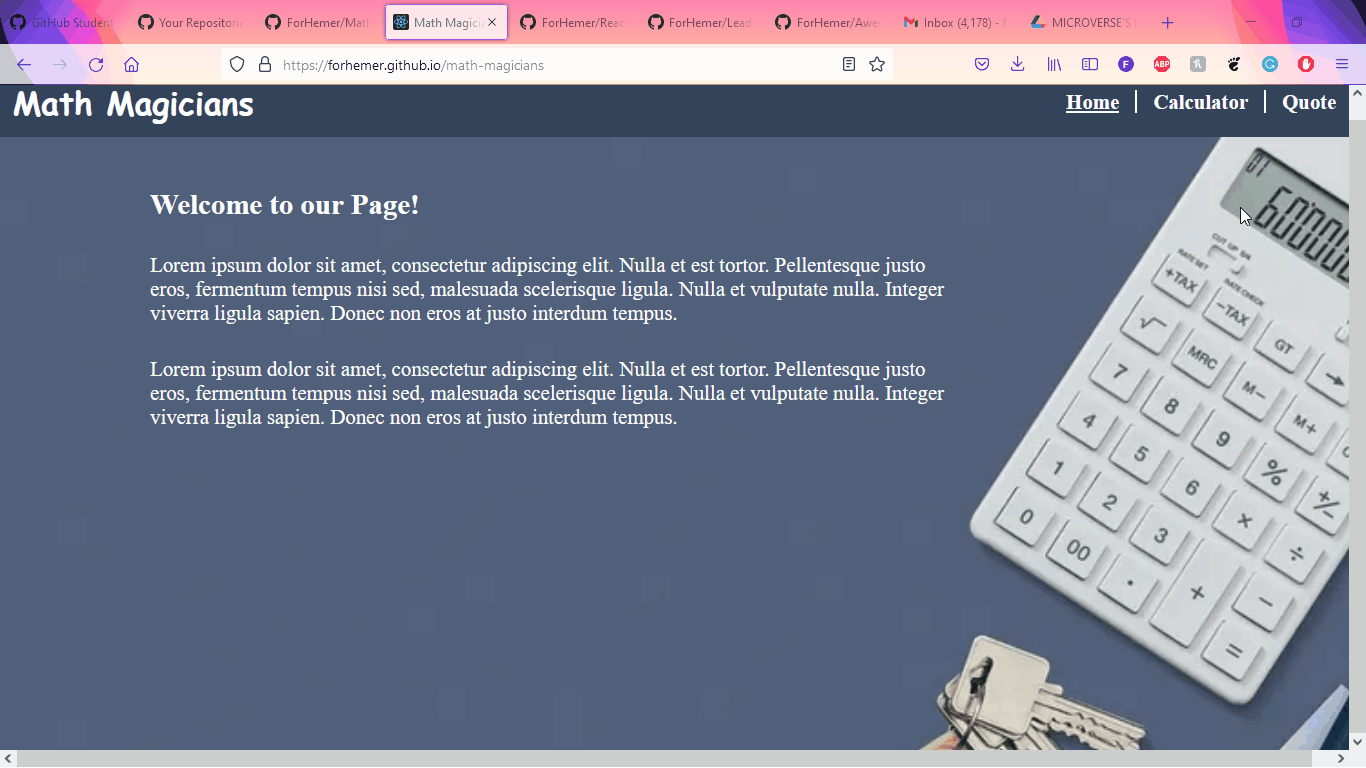 GitHub Student
Your Repositorie
ForHemer/Math
Math Magicia
ForHemer/Reac
ForHemer/Lead
ForHemer/Awe
Inbox (4,178) - f
MICROVERSE'S
https://forhemer.github.io/math-magicians
F
ABP
Math Magicians
Home
Calculator
Quote
Welcome to our Page!
Lorem ipsum dolor sit amet, consectetur adipiscing elit. Nulla et est tortor. Pellentesque justo
eros, fermentum tempus nisi sed, malesuada scelerisque ligula. Nulla et vulputate nulla. Integer
viverra ligula sapien. Donec non eros at justo interdum tempus.
Lorem ipsum dolor sit amet, consectetur adipiscing elit. Nulla et est tortor. Pellentesque justo
eros, fermentum tempus nisi sed, malesuada scelerisque ligula. Nulla et vulputate nulla. Integer
viverra ligula sapien. Donec non eros at justo interdum tempus.
CUT UP 5/4
RATE SET
RATE CHECK
+TAX
−TAX
GT
→
√
MRC
M−
M+
7
8
9
%
+/−
4
5
6
×
÷
1
2
3
+
−
0
00
·
=